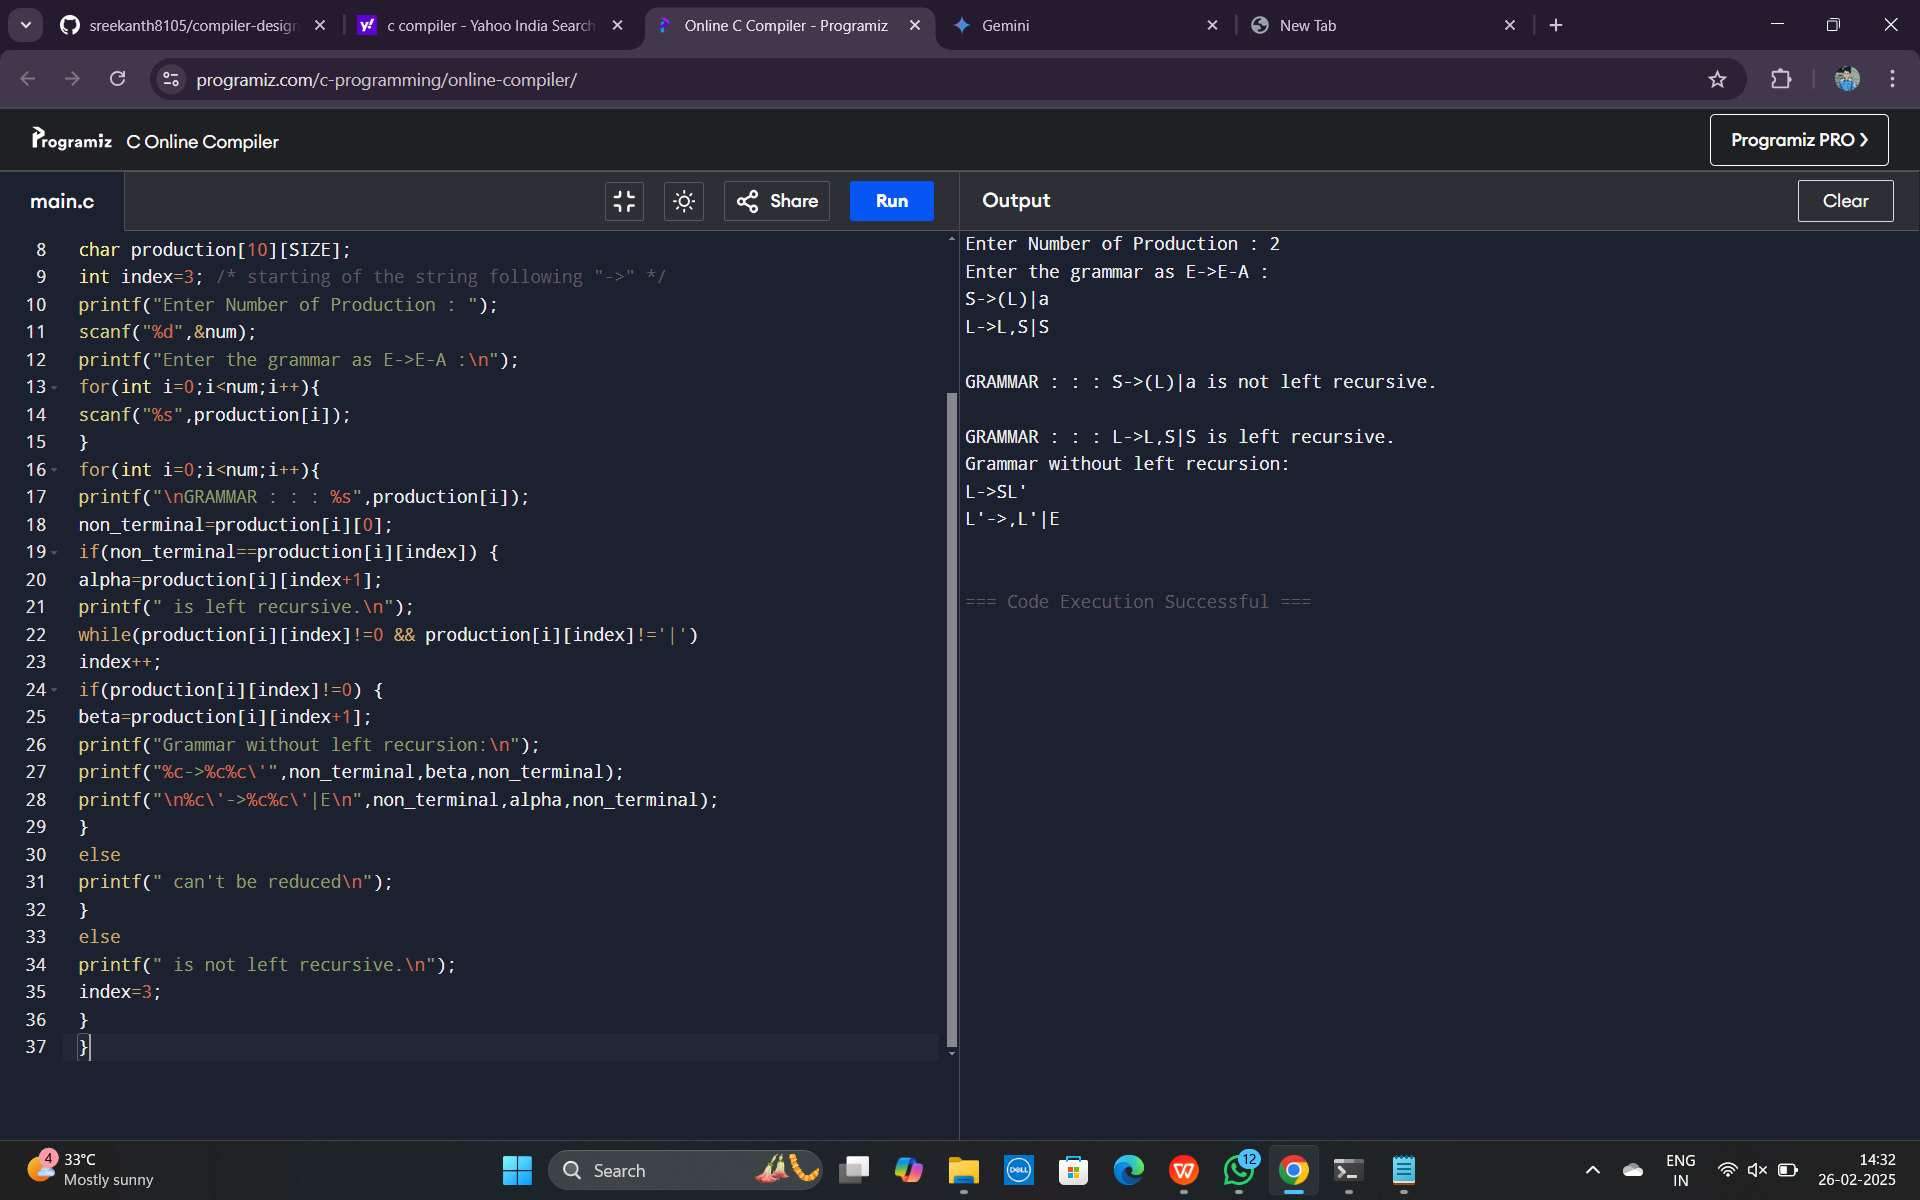 sreekanth8105/compiler-design
c compiler - Yahoo India Search
Online C Compiler - Programiz
Gemini
New Tab
programiz.com/c-programming/online-compiler/
Programiz C Online Compiler
Programiz PRO
main.c
Share
Run
Output
Clear
8 char production[10][SIZE];
9 int index=3; /* starting of the string following "->" */
10 printf("Enter Number of Production : ");
11 scanf("%d",&num);
12 printf("Enter the grammar as E->E-A :\n");
13 for(int i=0;i<num;i++){
14 scanf("%s",production[i]);
15 }
16 for(int i=0;i<num;i++){
17 printf("\nGRAMMAR : : : %s",production[i]);
18 non_terminal=production[i][0];
19 if(non_terminal==production[i][index]) {
20 alpha=production[i][index+1];
21 printf(" is left recursive.\n");
22 while(production[i][index]!=0 && production[i][index]!='|')
23 index++;
24 if(production[i][index]!=0) {
25 beta=production[i][index+1];
26 printf("Grammar without left recursion:\n");
27 printf("%c->%c%c\'",non_terminal,beta,non_terminal);
28 printf("\n%c\'->%c%c\'|E\n",non_terminal,alpha,non_terminal);
29 }
30 else
31 printf(" can't be reduced\n");
32 }
33 else
34 printf(" is not left recursive.\n");
35 index=3;
36 }
37 }
Enter Number of Production : 2
Enter the grammar as E->E-A :
S->(L)|a
L->L,S|S
GRAMMAR : : : S->(L)|a is not left recursive.
GRAMMAR : : : L->L,S|S is left recursive.
Grammar without left recursion:
L->SL'
L'->,L'|E
=== Code Execution Successful ===
4
33°C
Mostly sunny
Search
DELL
12
ENG
IN
14:32
26-02-2025